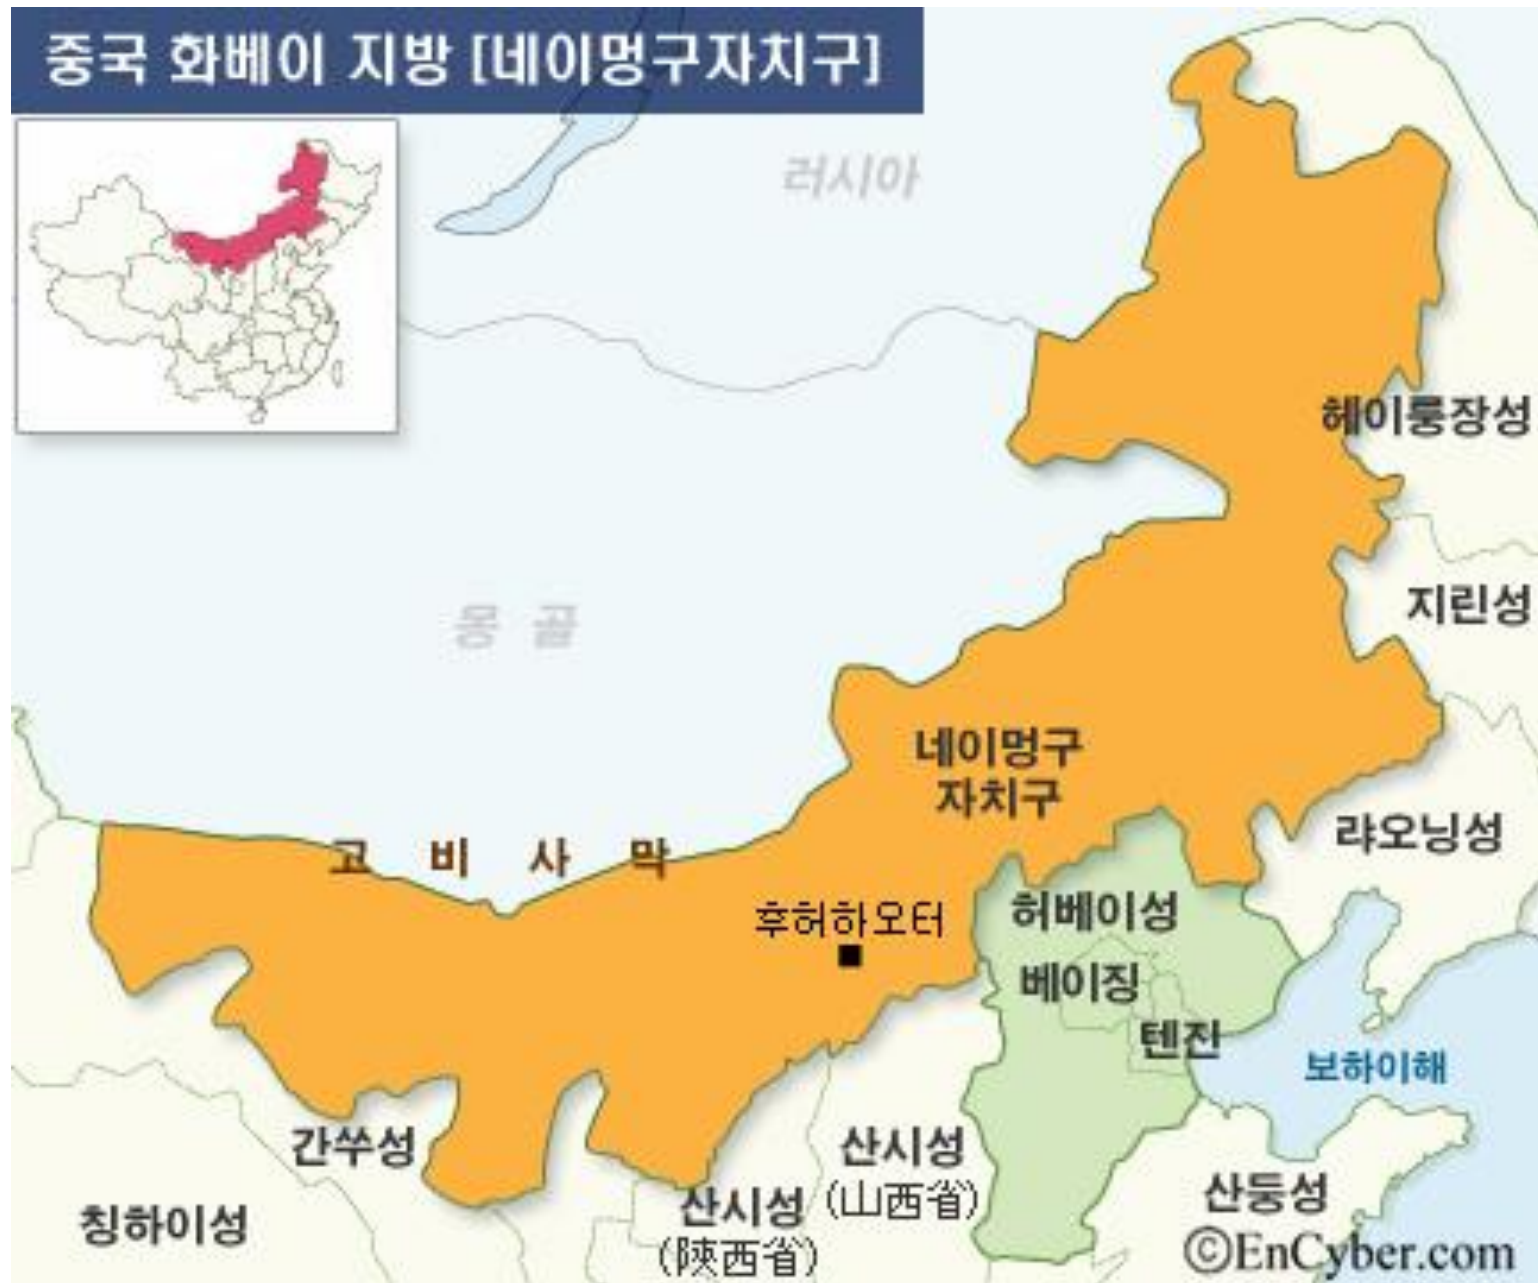 중국 화베이 지방 [네이멍구자치구]
러시아
헤이룽장성
몽 골
지린성
네이멍구
자치구
랴오닝성
고 비 사 막
후허하오터
허베이성
베이징
텐진
보하이해
간쑤성
산시성
(山西省)
산둥성
칭하이성
산시성
(陝西省)
©EnCyber.com